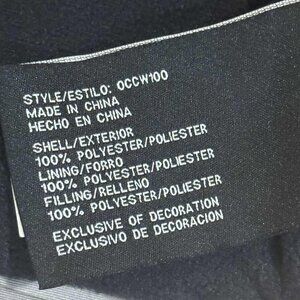 STYLE/ESTILO: OCCW100
MADE IN CHINA
HECHO EN CHINA
SHELL/EXTERIOR
100% POLYESTER/POLIESTER
LINING/FORRO
100% POLYESTER/POLIESTER
FILLING/RELLENO
100% POLYESTER/POLIESTER
EXCLUSIVE OF DECORATION
EXCLUSIVO DE DECORACION